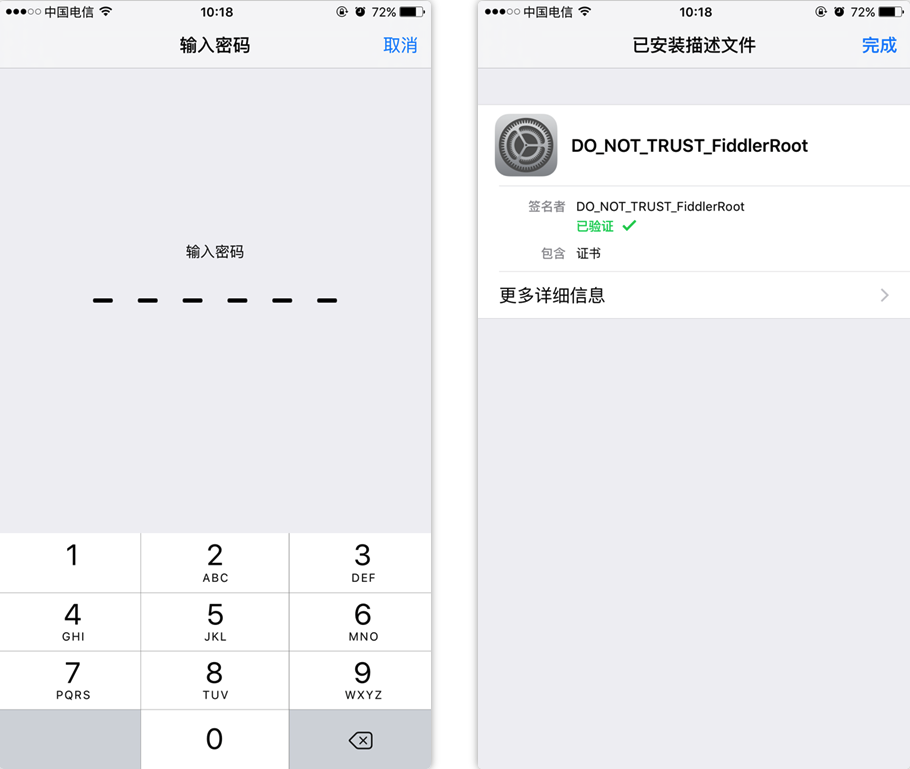 中国电信
10:18
72%
输入密码
取消
输入密码
1
2
ABC
3
DEF
4
GHI
5
JKL
6
MNO
7
PQRS
8
TUV
9
WXYZ
0
中国电信
10:18
72%
已安装描述文件
完成
DO_NOT_TRUST_FiddlerRoot
签名者 DO_NOT_TRUST_FiddlerRoot
已验证
包含 证书
更多详细信息